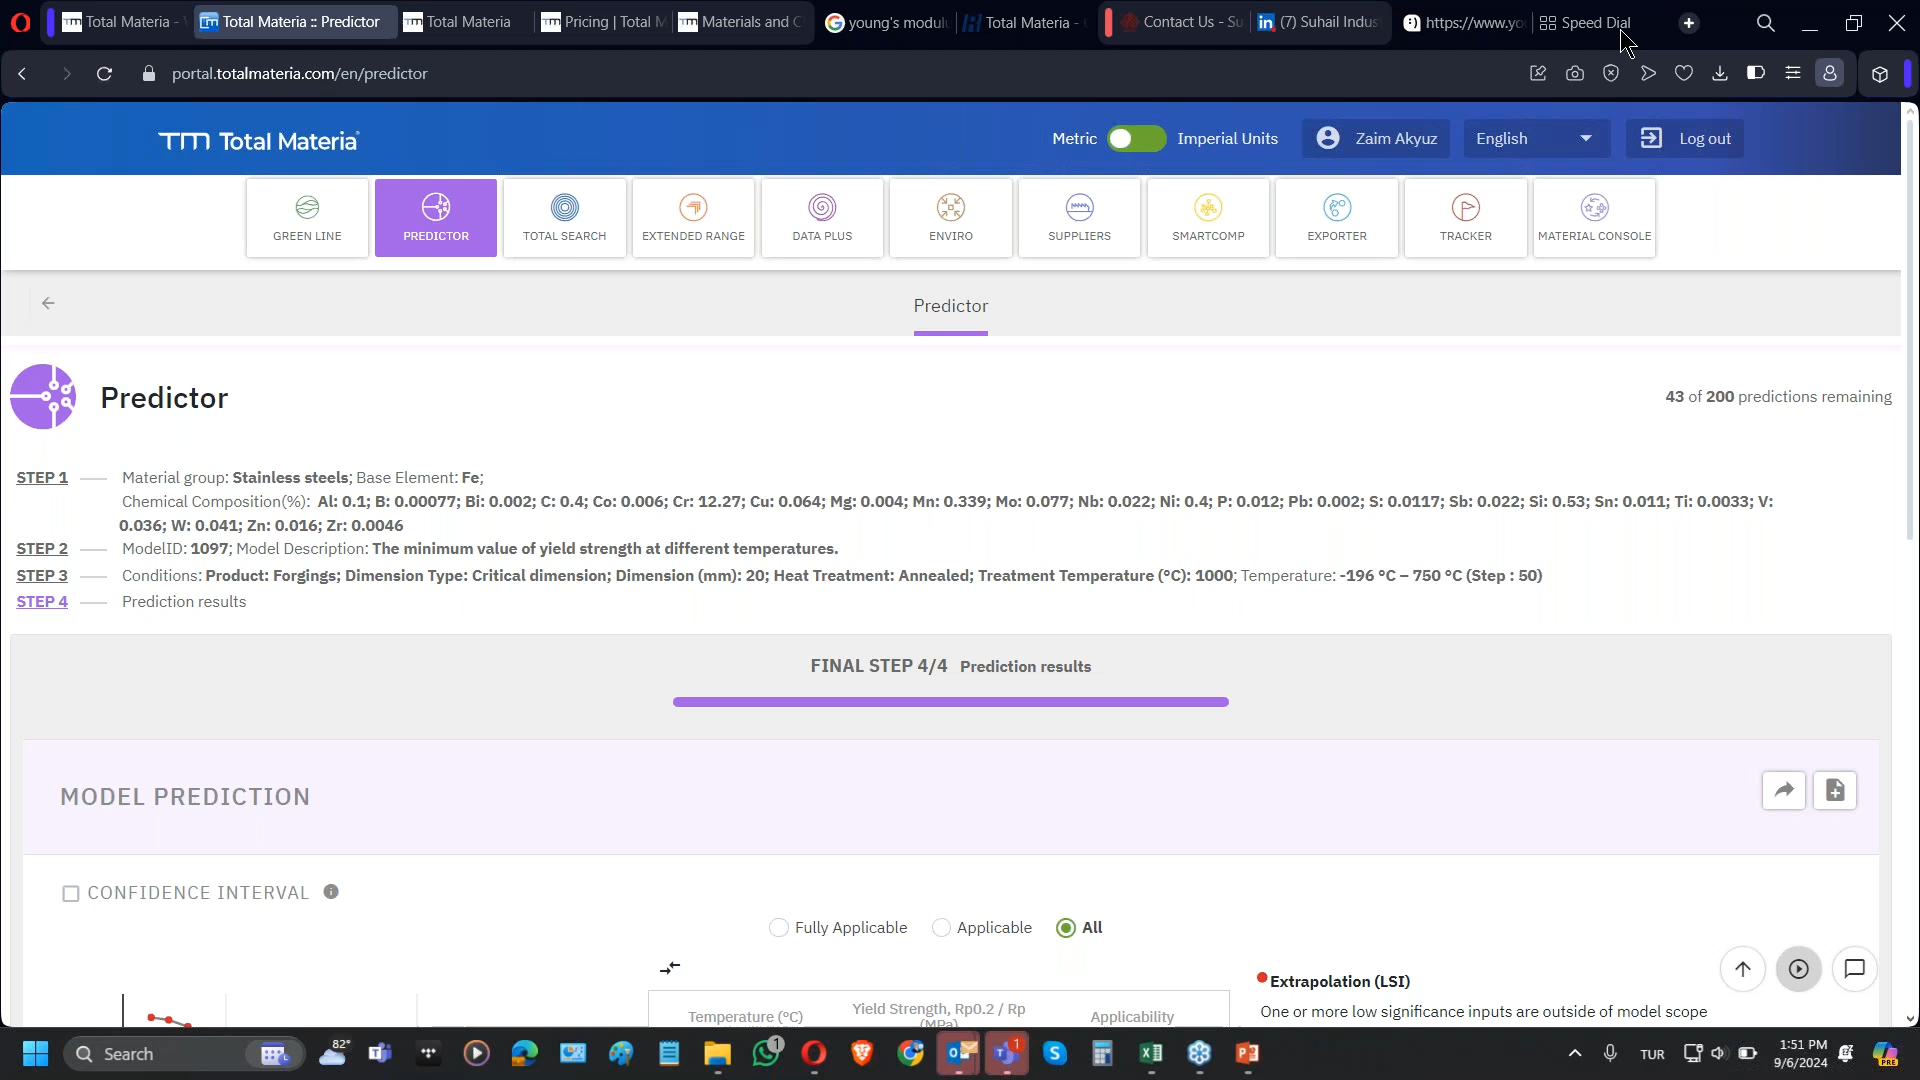 Total Materia -
Total Materia :: Predictor
Total Materia
Pricing | Total M
Materials and C
young's modul
Total Materia -
Contact Us - Su
(7) Suhail Indus
https://www.yo
Speed Dial
portal.totalmateria.com/en/predictor
Total Materia
Metric
Imperial Units
Zaim Akyuz
English
Log out
GREEN LINE
PREDICTOR
TOTAL SEARCH
EXTENDED RANGE
DATA PLUS
ENVIRO
SUPPLIERS
SMARTCOMP
EXPORTER
TRACKER
MATERIAL CONSOLE
Predictor
Predictor
43 of 200 predictions remaining
STEP 1 Material group: Stainless steels; Base Element: Fe;
Chemical Composition(%): Al: 0.1; B: 0.00077; Bi: 0.002; C: 0.4; Co: 0.006; Cr: 12.27; Cu: 0.064; Mg: 0.004; Mn: 0.339; Mo: 0.077; Nb: 0.022; Ni: 0.4; P: 0.012; Pb: 0.002; S: 0.0117; Sb: 0.022; Si: 0.53; Sn: 0.011; Ti: 0.0033; V:
0.036; W: 0.041; Zn: 0.016; Zr: 0.0046
STEP 2 ModelID: 1097; Model Description: The minimum value of yield strength at different temperatures.
STEP 3 Conditions: Product: Forgings; Dimension Type: Critical dimension; Dimension (mm): 20; Heat Treatment: Annealed; Treatment Temperature (°C): 1000; Temperature: -196 °C – 750 °C (Step : 50)
STEP 4 Prediction results
FINAL STEP 4/4 Prediction results
MODEL PREDICTION
CONFIDENCE INTERVAL
Fully Applicable
Applicable
All
Temperature (°C)
Yield Strength, Rp0.2 / Rp
(MPa)
Applicability
Extrapolation (LSI)
One or more low significance inputs are outside of model scope
Search
82°
1
1
TUR
1:51 PM
9/6/2024
PRE